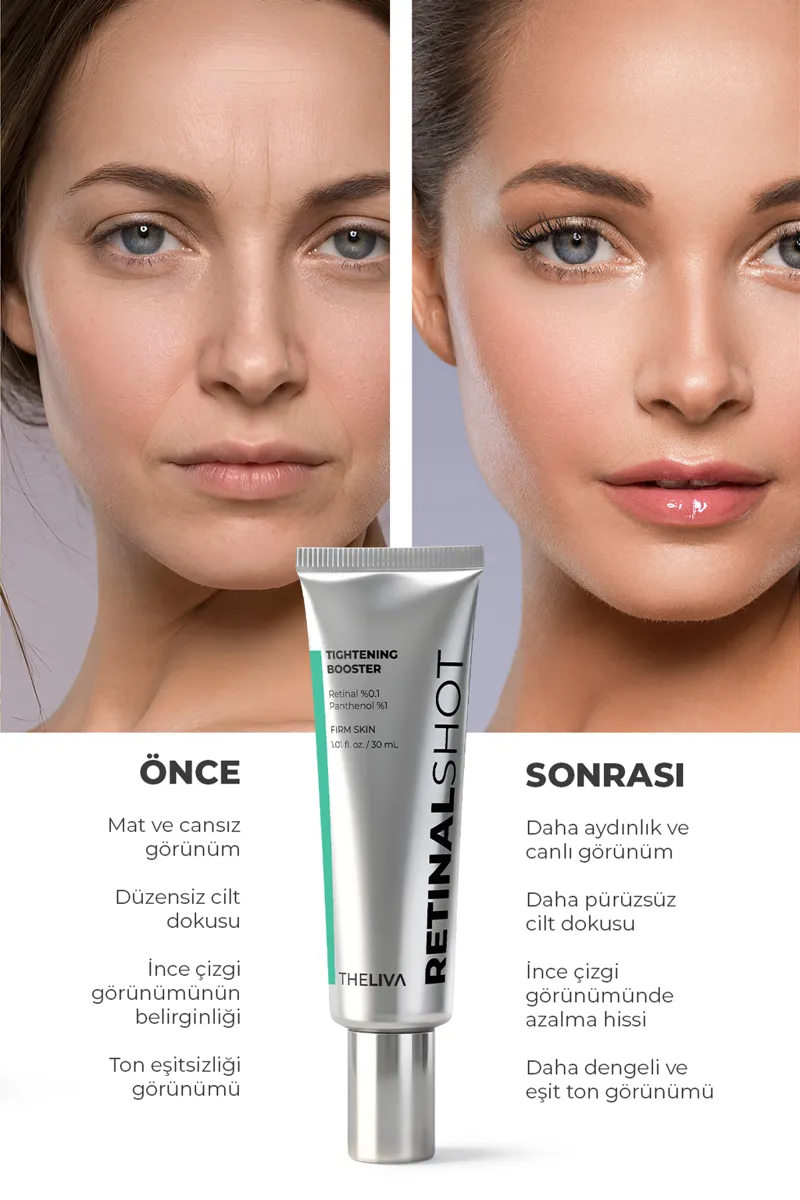 TIGHTENING
BOOSTER
Retinal %0.1
Panthenol %1
FIRM SKIN
1.01 fl. oz. / 30 mL
RETINALSHOT
THELIVA
ÖNCE
Mat ve cansız
görünüm
Düzensiz cilt
dokusu
İnce çizgi
görünümünün
belirginliği
Ton eşitsizliği
görünümü
SONRASI
Daha aydınlık ve
canlı görünüm
Daha pürüzsüz
cilt dokusu
İnce çizgi
görünümünde
azalma hissi
Daha dengeli ve
eşit ton görünümü